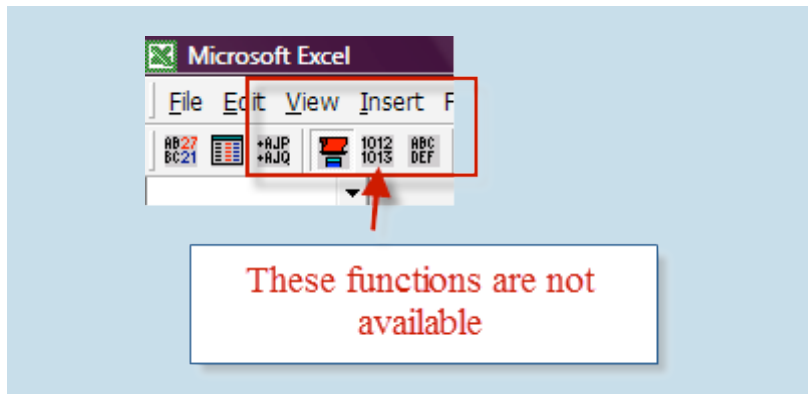 Microsoft Excel
File Edit View Insert F
AB27 +AJP 1012 ABC
BC21 +AJQ 1013 DEF
These functions are not
available